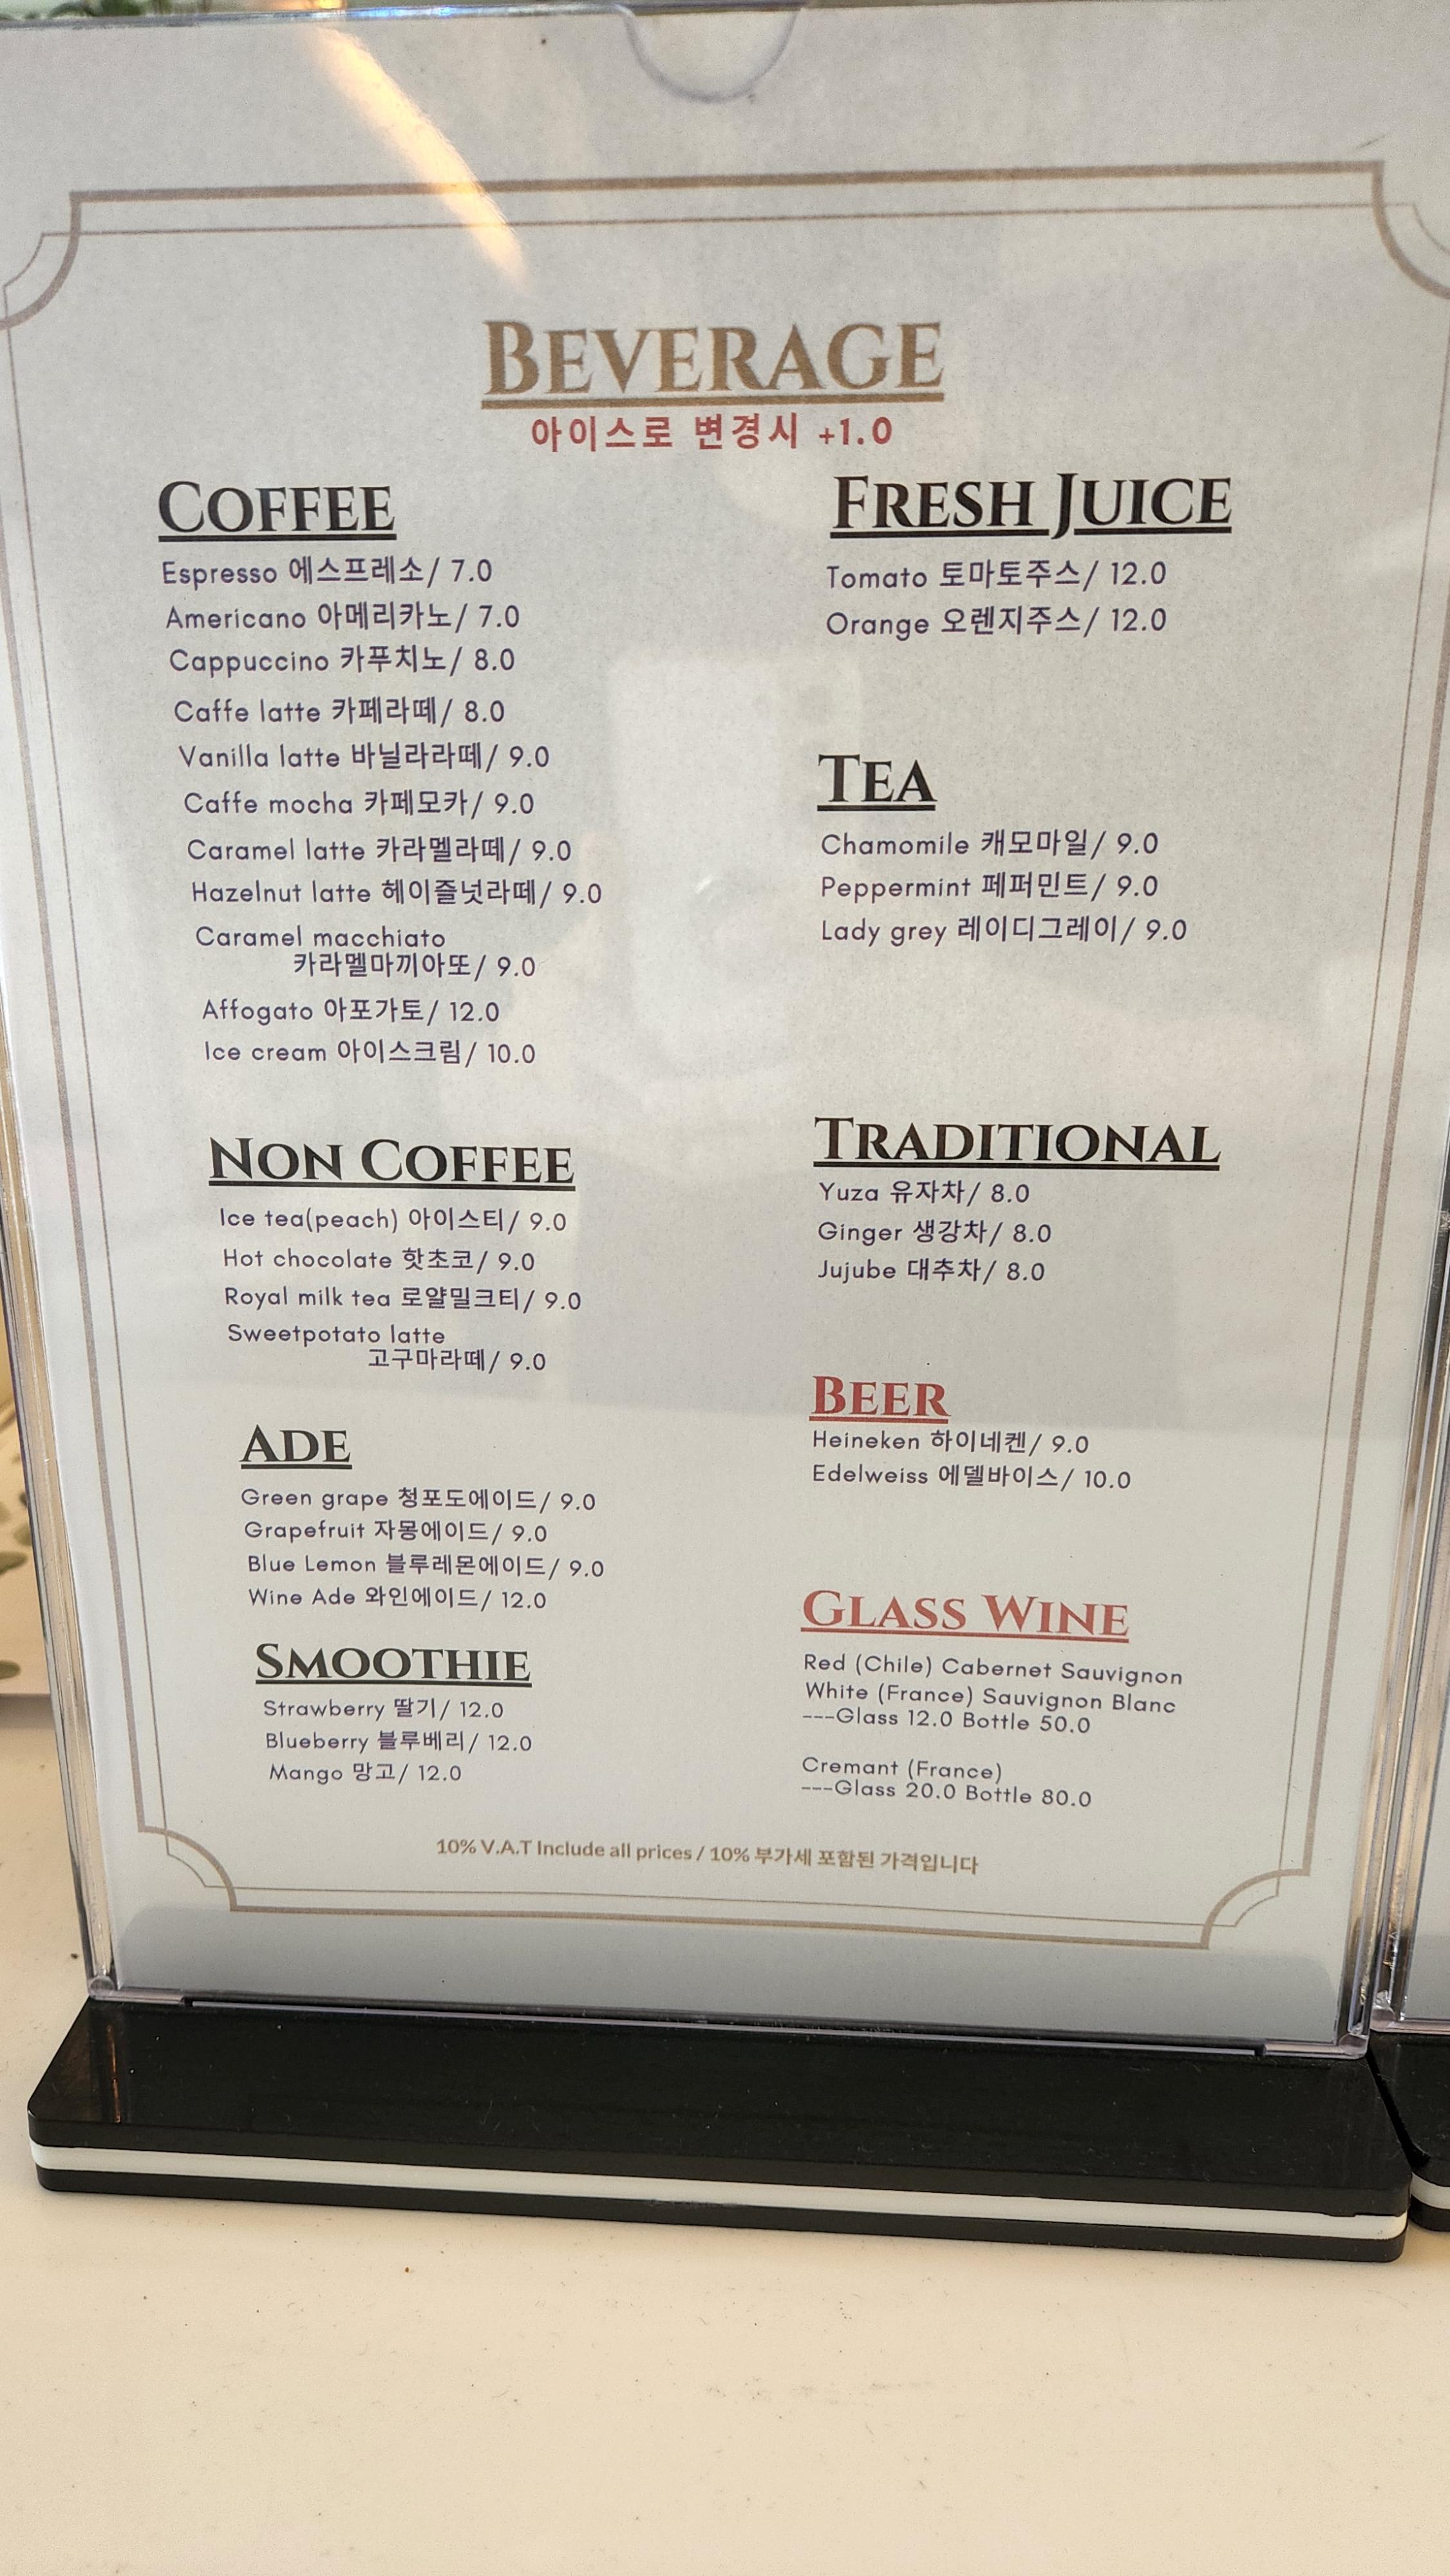 BEVERAGE
아이스로 변경시 +1.0
COFFEE
Espresso 에스프레소/ 7.0
Americano 아메리카노/ 7.0
Cappuccino 카푸치노/ 8.0
Caffe latte 카페라떼/ 8.0
Vanilla latte 바닐라라떼/ 9.0
Caffe mocha 카페모카/ 9.0
Caramel latte 카라멜라떼/ 9.0
Hazelnut latte 헤이즐넛라떼/ 9.0
Caramel macchiato
카라멜마끼아또/ 9.0
Affogato 아포가토/ 12.0
Ice cream 아이스크림/ 10.0
NON COFFEE
Ice tea(peach) 아이스티/ 9.0
Hot chocolate 핫초코/ 9.0
Royal milk tea 로얄밀크티/ 9.0
Sweetpotato latte
고구마라떼/ 9.0
ADE
Green grape 청포도에이드/ 9.0
Grapefruit 자몽에이드/ 9.0
Blue Lemon 블루레몬에이드/ 9.0
Wine Ade 와인에이드/ 12.0
SMOOTHIE
Strawberry 딸기/ 12.0
Blueberry 블루베리/ 12.0
Mango 망고/ 12.0
FRESH JUICE
Tomato 토마토주스/ 12.0
Orange 오렌지주스/ 12.0
TEA
Chamomile 캐모마일/ 9.0
Peppermint 페퍼민트/ 9.0
Lady grey 레이디그레이/ 9.0
TRADITIONAL
Yuza 유자차/ 8.0
Ginger 생강차/ 8.0
Jujube 대추차/ 8.0
BEER
Heineken 하이네켄/ 9.0
Edelweiss 에델바이스/ 10.0
GLASS WINE
Red (Chile) Cabernet Sauvignon
White (France) Sauvignon Blanc
---Glass 12.0 Bottle 50.0
Cremant (France)
---Glass 20.0 Bottle 80.0
10% V.A.T Include all prices / 10% 부가세 포함된 가격입니다